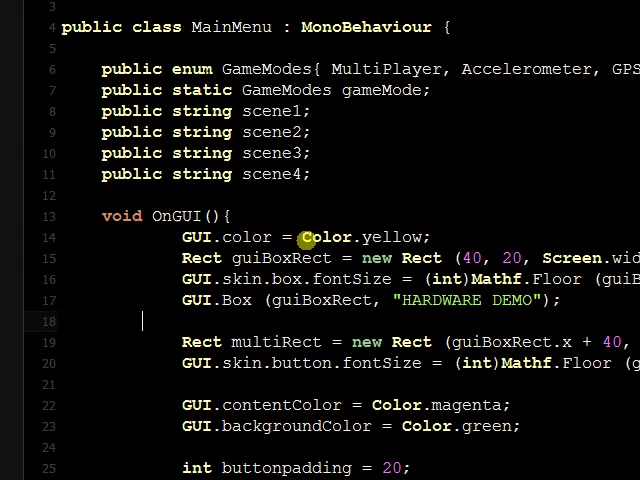 3
4 public class MainMenu : MonoBehaviour {
5
6 public enum GameModes{ MultiPlayer, Accelerometer, GPS
7 public static GameModes gameMode;
8 public string scene1;
9 public string scene2;
10 public string scene3;
11 public string scene4;
12
13 void OnGUI(){
14 GUI.color = Color.yellow;
15 Rect guiBoxRect = new Rect (40, 20, Screen.wid
16 GUI.skin.box.fontSize = (int)Mathf.Floor (guiB
17 GUI.Box (guiBoxRect, "HARDWARE DEMO");
18
19 Rect multiRect = new Rect (guiBoxRect.x + 40,
20 GUI.skin.button.fontSize = (int)Mathf.Floor (g
21
22 GUI.contentColor = Color.magenta;
23 GUI.backgroundColor = Color.green;
24
25 int buttonpadding = 20;